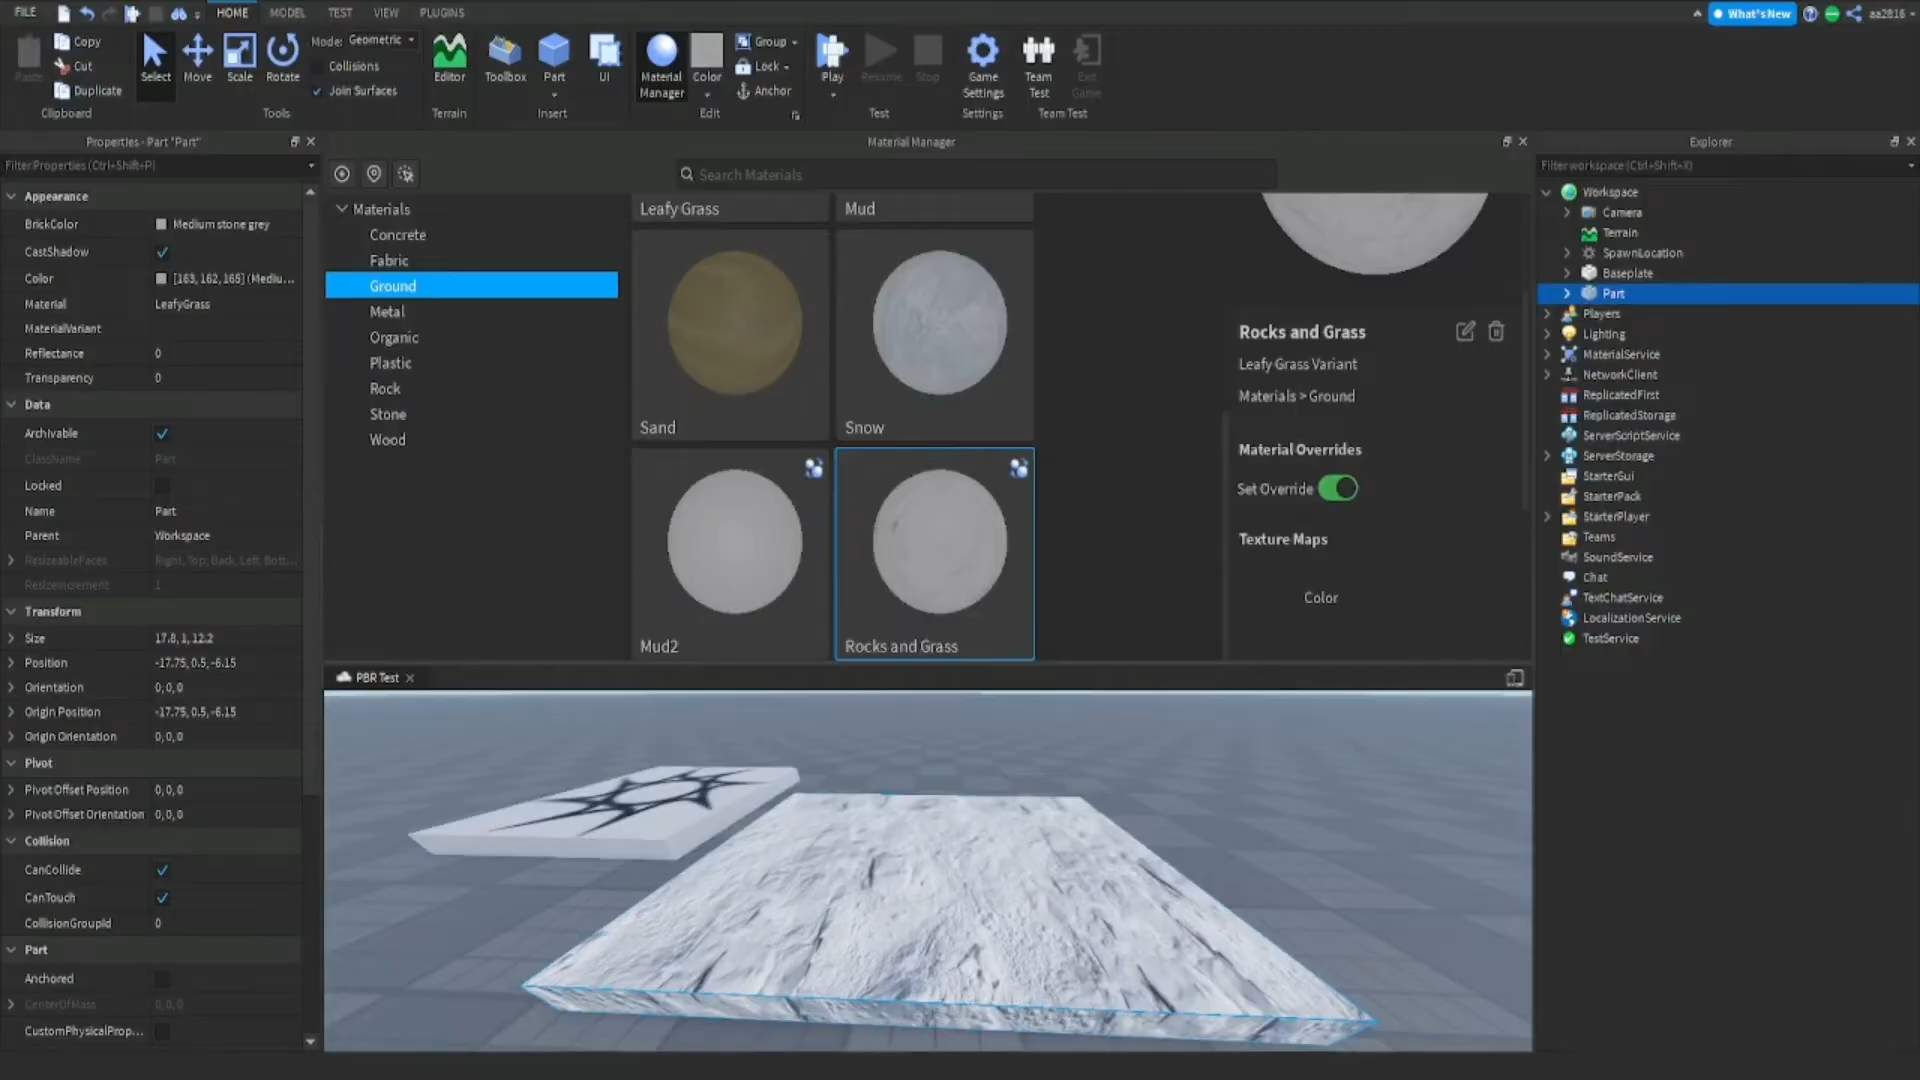 FILE
HOME
MODEL
TEST
VIEW
PLUGINS
What's New
aa2816
Paste
Copy
Cut
Duplicate
Clipboard
Select
Move
Scale
Rotate
Mode: Geometric
Collisions
Join Surfaces
Tools
Editor
Terrain
Toolbox
Part
UI
Insert
Material
Manager
Color
Group
Lock
Anchor
Edit
Play
Resume
Stop
Test
Game
Settings
Settings
Team
Test
Exit
Game
Team Test
Properties - Part "Part"
Filter Properties (Ctrl+Shift+P)
Appearance
BrickColor Medium stone grey
CastShadow
Color [163, 162, 165] (Mediu...
Material LeafyGrass
MaterialVariant
Reflectance 0
Transparency 0
Data
Archivable
ClassName Part
Locked
Name Part
Parent Workspace
ResizeableFaces Right, Top, Back, Left, Bott...
ResizeIncrement 1
Transform
Size 17.8, 1, 12.2
Position -17.75, 0.5, -6.15
Orientation 0, 0, 0
Origin Position -17.75, 0.5, -6.15
Origin Orientation 0, 0, 0
Pivot
Pivot Offset Position 0, 0, 0
Pivot Offset Orientation 0, 0, 0
Collision
CanCollide
CanTouch
CollisionGroupId 0
Part
Anchored
CenterOfMass 0, 0, 0
CustomPhysicalProp...
Material Manager
Search Materials
Materials
Concrete
Fabric
Ground
Metal
Organic
Plastic
Rock
Stone
Wood
Leafy Grass
Mud
Sand
Snow
Mud2
Rocks and Grass
Rocks and Grass
Leafy Grass Variant
Materials > Ground
Material Overrides
Set Override
Texture Maps
Color
PBR Test
Explorer
Filter workspace (Ctrl+Shift+X)
Workspace
Camera
Terrain
SpawnLocation
Baseplate
Part
Players
Lighting
MaterialService
NetworkClient
ReplicatedFirst
ReplicatedStorage
ServerScriptService
ServerStorage
StarterGui
StarterPack
StarterPlayer
Teams
SoundService
Chat
TextChatService
LocalizationService
TestService